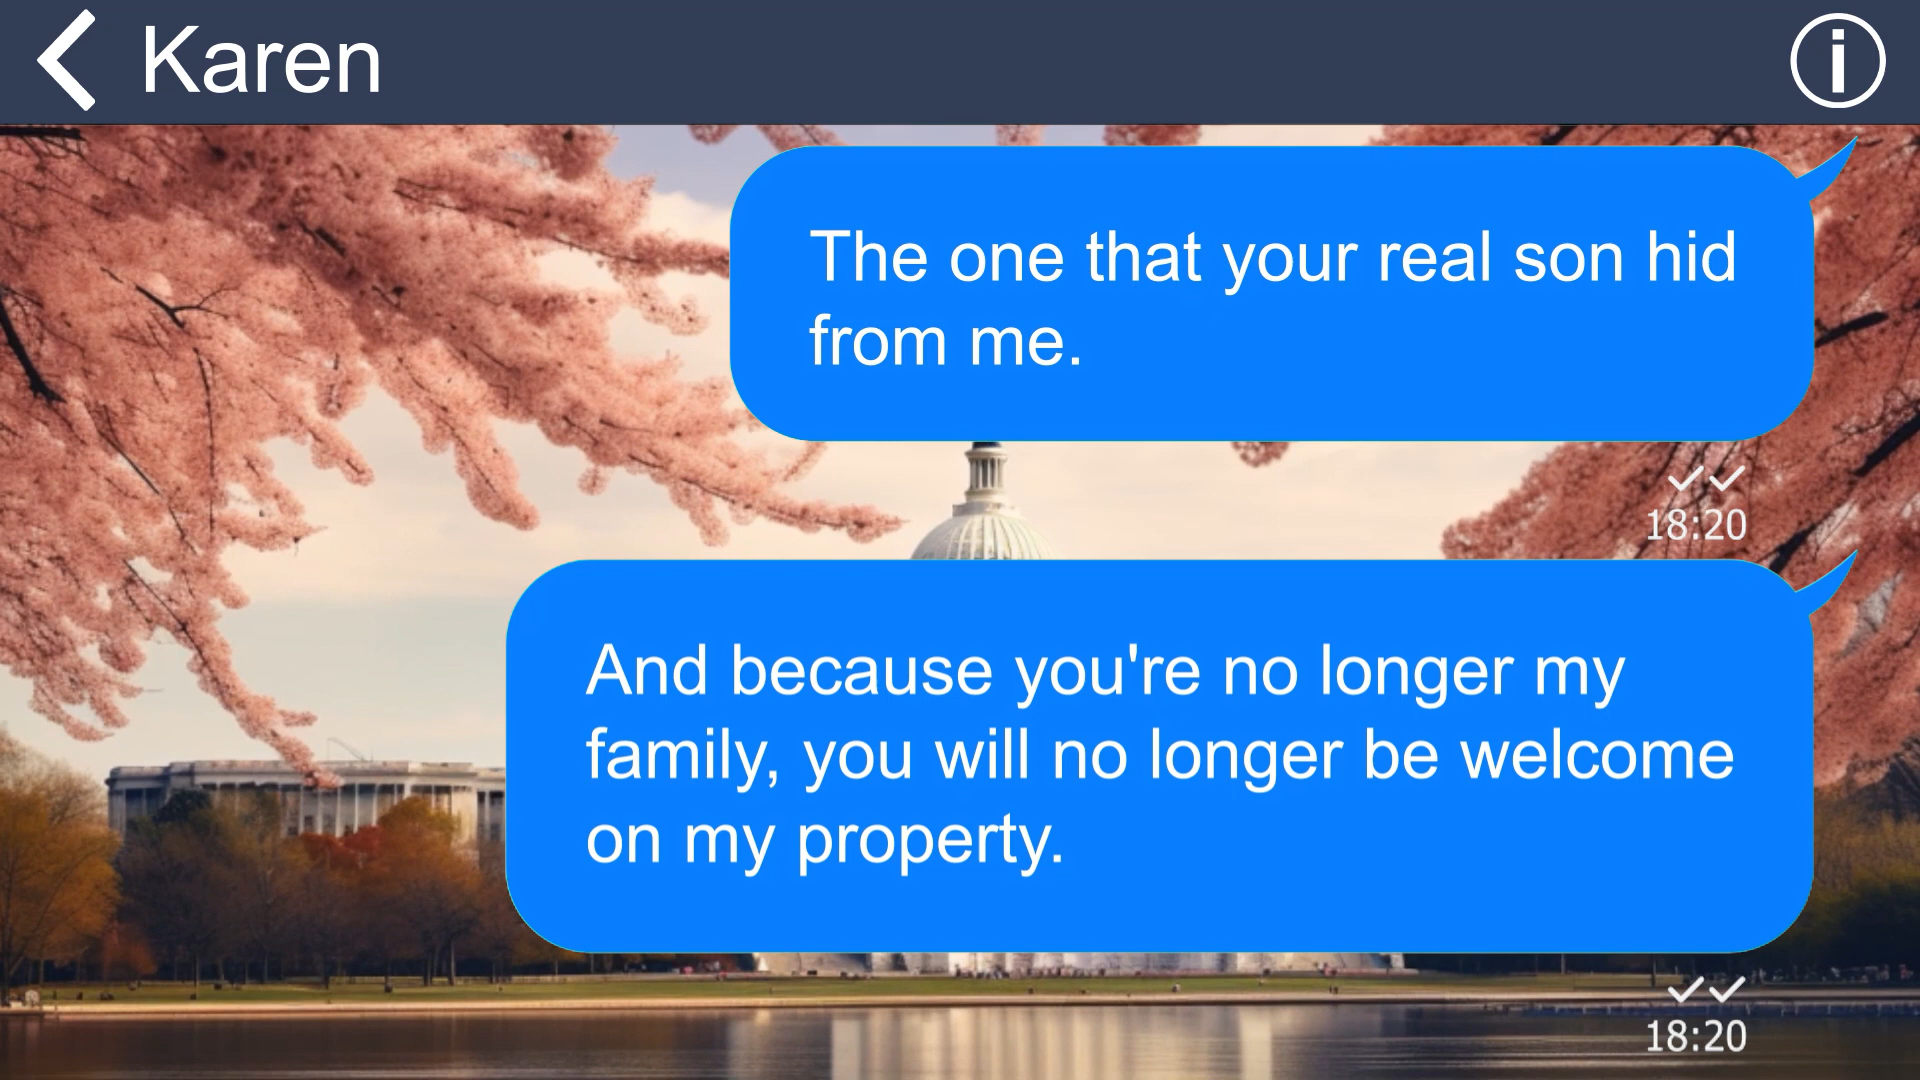 Karen
The one that your real son hid
from me.
18:20
And because you're no longer my
family, you will no longer be welcome
on my property.
18:20